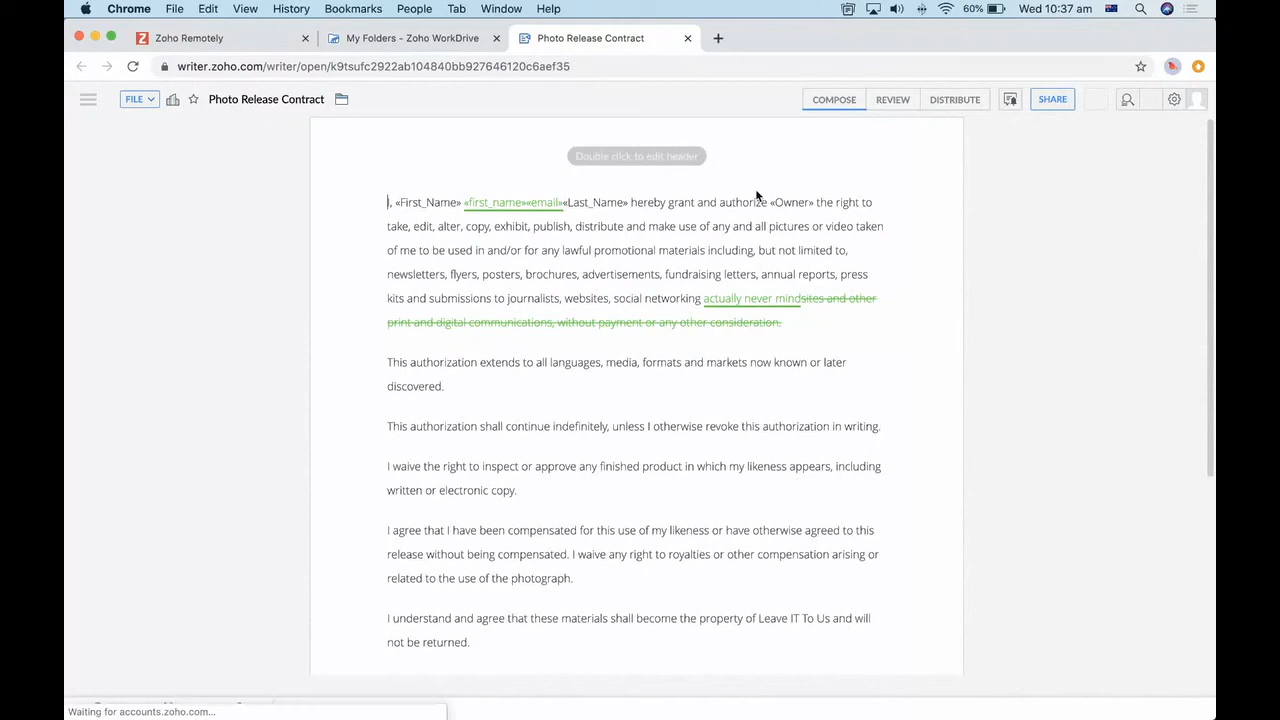 Chrome File Edit View History Bookmarks People Tab Window Help 60% Wed 10:37 am
Zoho Remotely My Folders - Zoho WorkDrive Photo Release Contract
writer.zoho.com/writer/open/k9tsufc2922ab104840bb927646120c6aef35
FILE Photo Release Contract COMPOSE REVIEW DISTRIBUTE SHARE
Double click to edit header
I, «First_Name» «first_name»«email»«Last_Name» hereby grant and authorize «Owner» the right to
take, edit, alter, copy, exhibit, publish, distribute and make use of any and all pictures or video taken
of me to be used in and/or for any lawful promotional materials including, but not limited to,
newsletters, flyers, posters, brochures, advertisements, fundraising letters, annual reports, press
kits and submissions to journalists, websites, social networking actually never mindsites and other
print and digital communications, without payment or any other consideration.
This authorization extends to all languages, media, formats and markets now known or later
discovered.
This authorization shall continue indefinitely, unless I otherwise revoke this authorization in writing.
I waive the right to inspect or approve any finished product in which my likeness appears, including
written or electronic copy.
I agree that I have been compensated for this use of my likeness or have otherwise agreed to this
release without being compensated. I waive any right to royalties or other compensation arising or
related to the use of the photograph.
I understand and agree that these materials shall become the property of Leave IT To Us and will
not be returned.
Waiting for accounts.zoho.com...